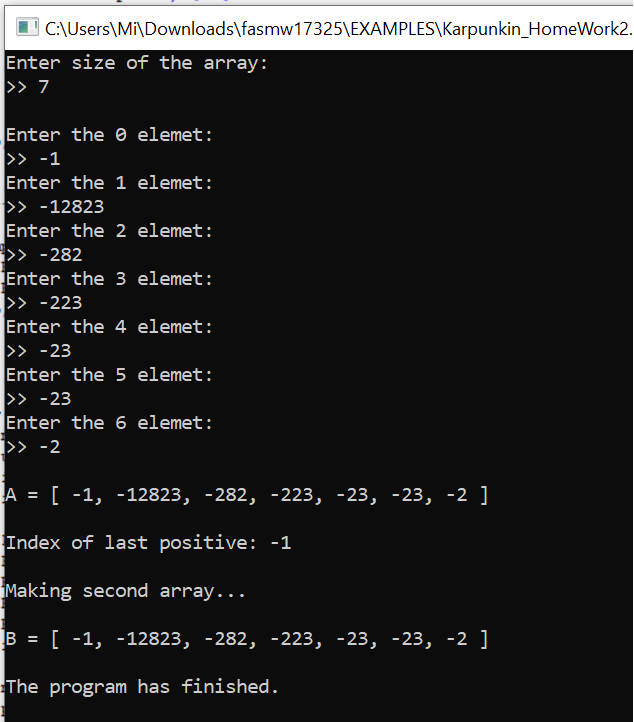 C:\Users\Mi\Downloads\fasmw17325\EXAMPLES\Karpunkin_HomeWork2.
Enter size of the array:
>> 7
Enter the 0 elemet:
>> -1
Enter the 1 elemet:
>> -12823
Enter the 2 elemet:
>> -282
Enter the 3 elemet:
>> -223
Enter the 4 elemet:
>> -23
Enter the 5 elemet:
>> -23
Enter the 6 elemet:
>> -2
A = [ -1, -12823, -282, -223, -23, -23, -2 ]
Index of last positive: -1
Making second array...
B = [ -1, -12823, -282, -223, -23, -23, -2 ]
The program has finished.